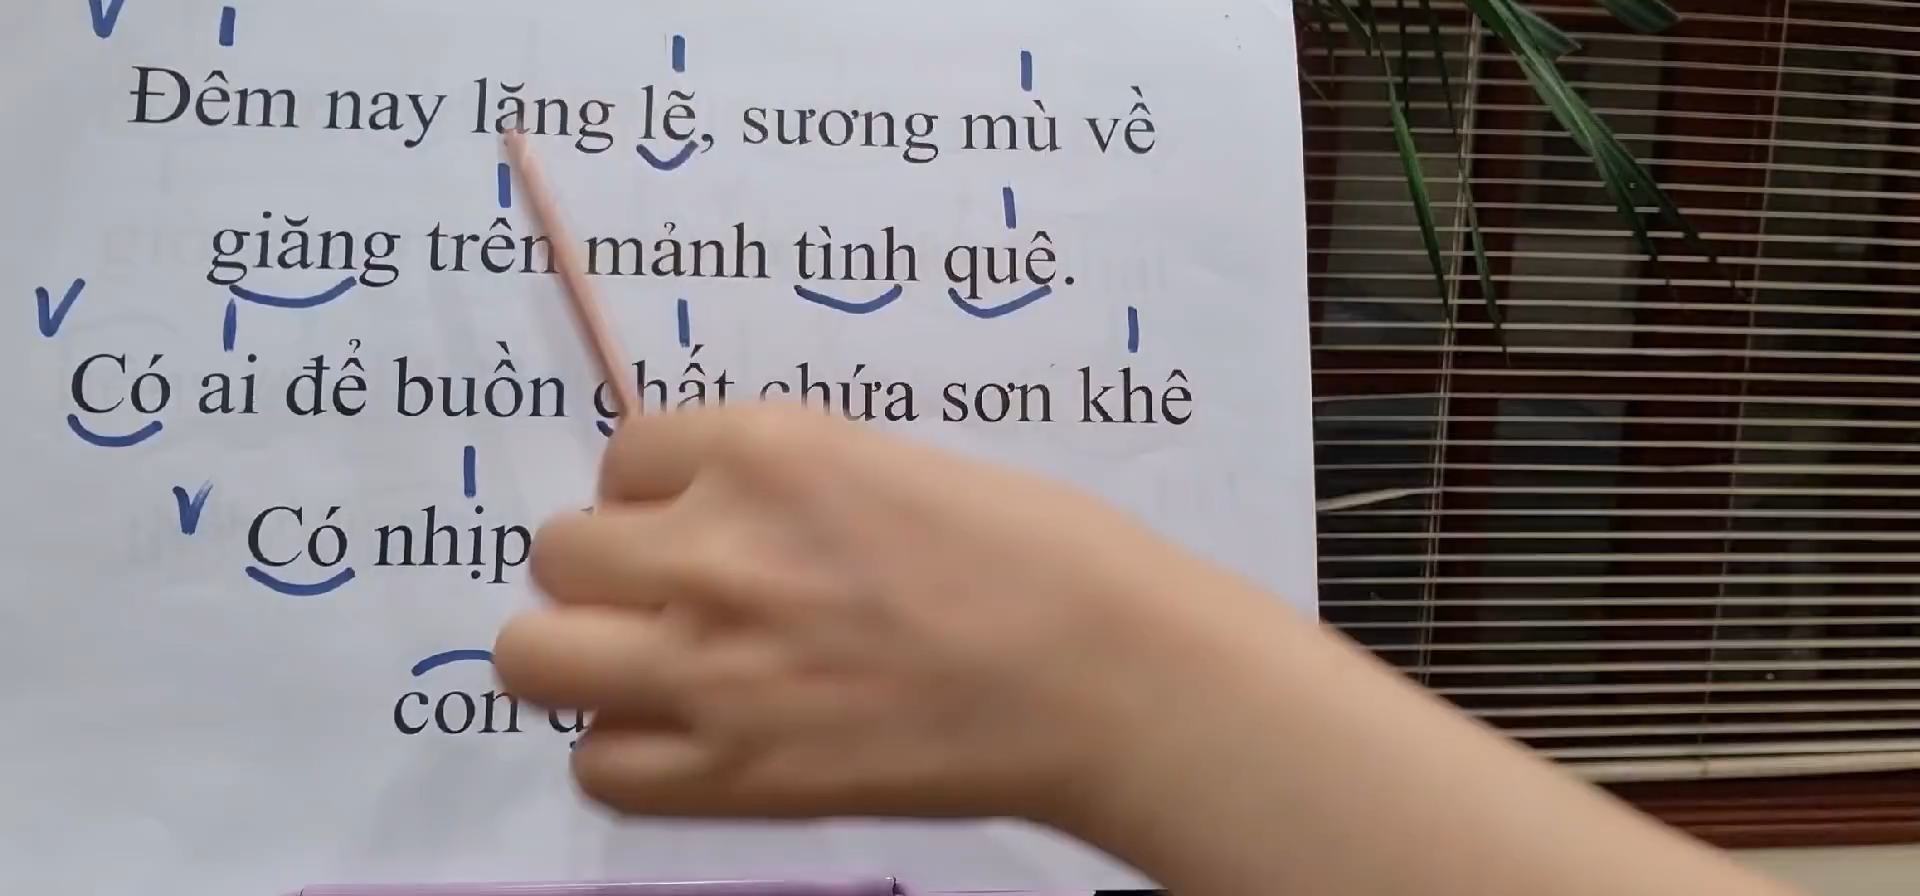 Đêm nay lặng lẽ, sương mù về
giăng trên mảnh tình quê.
Có ai để buồn chất chứa sơn khê
Có nhịp
con